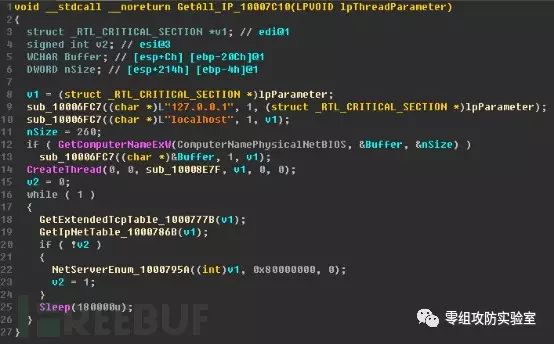 1 void __stdcall __noreturn GetAll_IP_10007C10(LPVOID lpThreadParameter)
2 {
3 struct _RTL_CRITICAL_SECTION *v1; // edi@1
4 signed int v2; // esi@3
5 WCHAR Buffer; // [esp+Ch] [ebp-20Ch]@1
6 DWORD nSize; // [esp+214h] [ebp-4h]@1
7
8 v1 = (struct _RTL_CRITICAL_SECTION *)lpParameter;
9 sub_10006FC7((char *)L"127.0.0.1", 1, (struct _RTL_CRITICAL_SECTION *)lpParameter);
10 sub_10006FC7((char *)L"localhost", 1, v1);
11 nSize = 260;
12 if ( GetComputerNameExW(ComputerNamePhysicalNetBIOS, &Buffer, &nSize) )
13 sub_10006FC7((char *)&Buffer, 1, v1);
14 CreateThread(0, 0, sub_10008E7F, v1, 0, 0);
15 v2 = 0;
16 while ( 1 )
17 {
18 GetExtendedTcpTable_1000777B(v1);
19 GetIpNetTable_1000786B(v1);
20 if ( !v2 )
21 {
22 NetServerEnum_1000795A((int)v1, 0x80000000, 0);
23 v2 = 1;
24 }
25 Sleep(180000u);
26 }
27 }
FREEBUF
零组攻防实验室